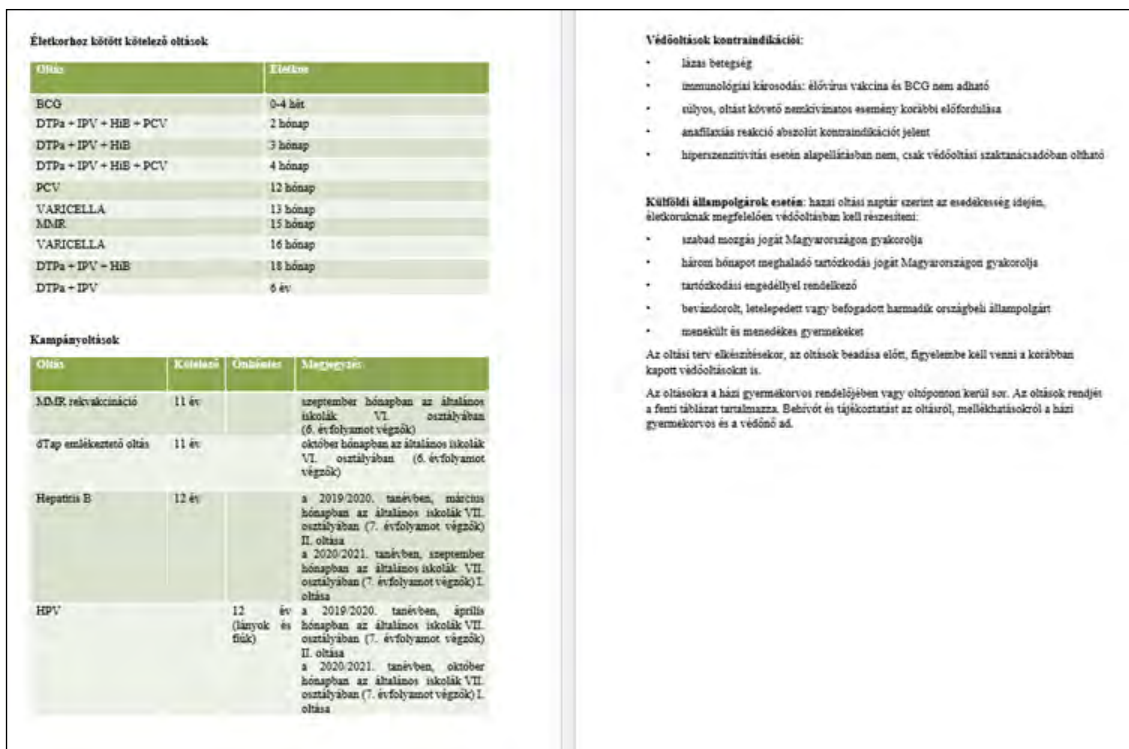 Életkorhoz kötött kötelező oltások
Oltás Életkor
BCG 0-4 hét
DTPa + IPV + HiB + PCV 2 hónap
DTPa + IPV + HiB 3 hónap
DTPa + IPV + HiB + PCV 4 hónap
PCV 12 hónap
VARICELLA 13 hónap
MMR 15 hónap
VARICELLA 16 hónap
DTPa + IPV + HiB 18 hónap
DTPa + IPV 6 év
Kampányoltások
Oltás Kötelező Önkéntes Megjegyzés
MMR rekvakcináció 11 év szeptember hónapban az általános
iskolák VI. osztályában
(6. évfolyamot végzők)
dTap emlékeztető oltás 11 év október hónapban az általános iskolák
VI. osztályában (6. évfolyamot
végzők)
Hepatitis B 12 év a 2019/2020. tanévben, március
hónapban az általános iskolák VII.
osztályában (7. évfolyamot végzők)
II. oltása
a 2020/2021. tanévben, szeptember
hónapban az általános iskolák VII.
osztályában (7. évfolyamot végzők) I.
oltása
HPV 12 év a 2019/2020. tanévben, április
(lányok és hónapban az általános iskolák VII.
fiúk) osztályában (7. évfolyamot végzők)
II. oltása
a 2020/2021. tanévben, október
hónapban az általános iskolák VII.
osztályában (7. évfolyamot végzők) I.
oltása
Védőoltások kontraindikációi:
• lázas betegség
• immunológiai károsodás: élővírus vakcina és BCG nem adható
• súlyos, oltást követő nemkívánatos esemény korábbi előfordulása
• anafilaxiás reakció abszolút kontraindikációt jelent
• hiperszenzitivitás esetén alapellátásban nem, csak védőoltási szaktanácsadóban oltható
Külföldi állampolgárok esetén: hazai oltási naptár szerint az esedékesség idején,
életkoruknak megfelelően védőoltásban kell részesíteni:
• szabad mozgás jogát Magyarországon gyakorolja
• három hónapot meghaladó tartózkodás jogát Magyarországon gyakorolja
• tartózkodási engedéllyel rendelkező
• bevándorolt, letelepedett vagy befogadott harmadik országbeli állampolgárt
• menekült és menedékes gyermekeket
Az oltási terv elkészítésekor, az oltások beadása előtt, figyelembe kell venni a korábban
kapott védőoltásokat is.
Az oltásokra a házi gyermekorvos rendelőjében vagy oltóponton kerül sor. Az oltások rendjét
a fenti táblázat tartalmazza. Behívót és tájékoztatást az oltásról, mellékhatásokról a házi
gyermekorvos és a védőnő ad.